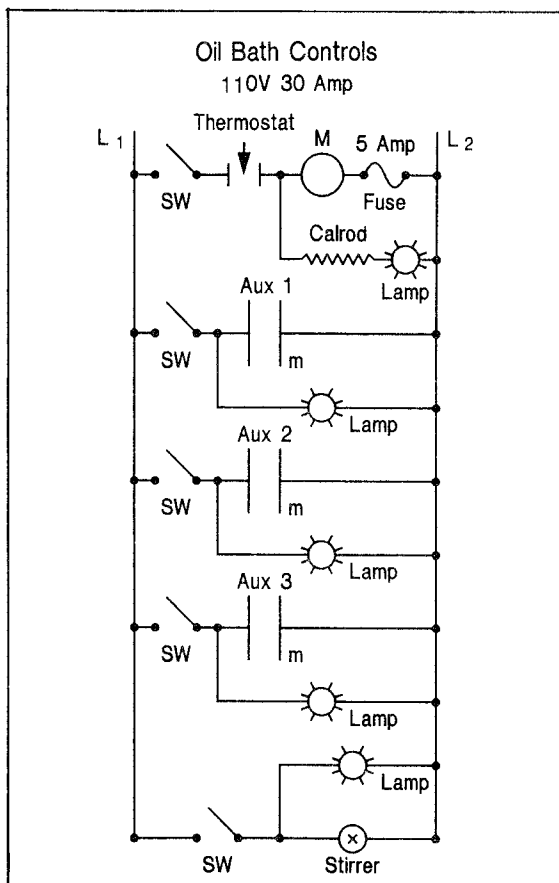 Oil Bath Controls
110V 30 Amp
L1 Thermostat M 5 Amp L2
SW Fuse
Calrod
Lamp
Aux 1
SW m
Lamp
Aux 2
SW m
Lamp
Aux 3
SW m
Lamp
Lamp
SW Stirrer